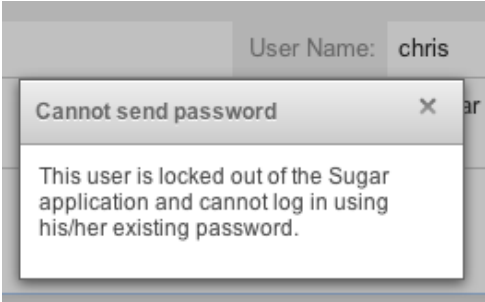 User Name: chris
Cannot send password
ar
This user is locked out of the Sugar
application and cannot log in using
his/her existing password.